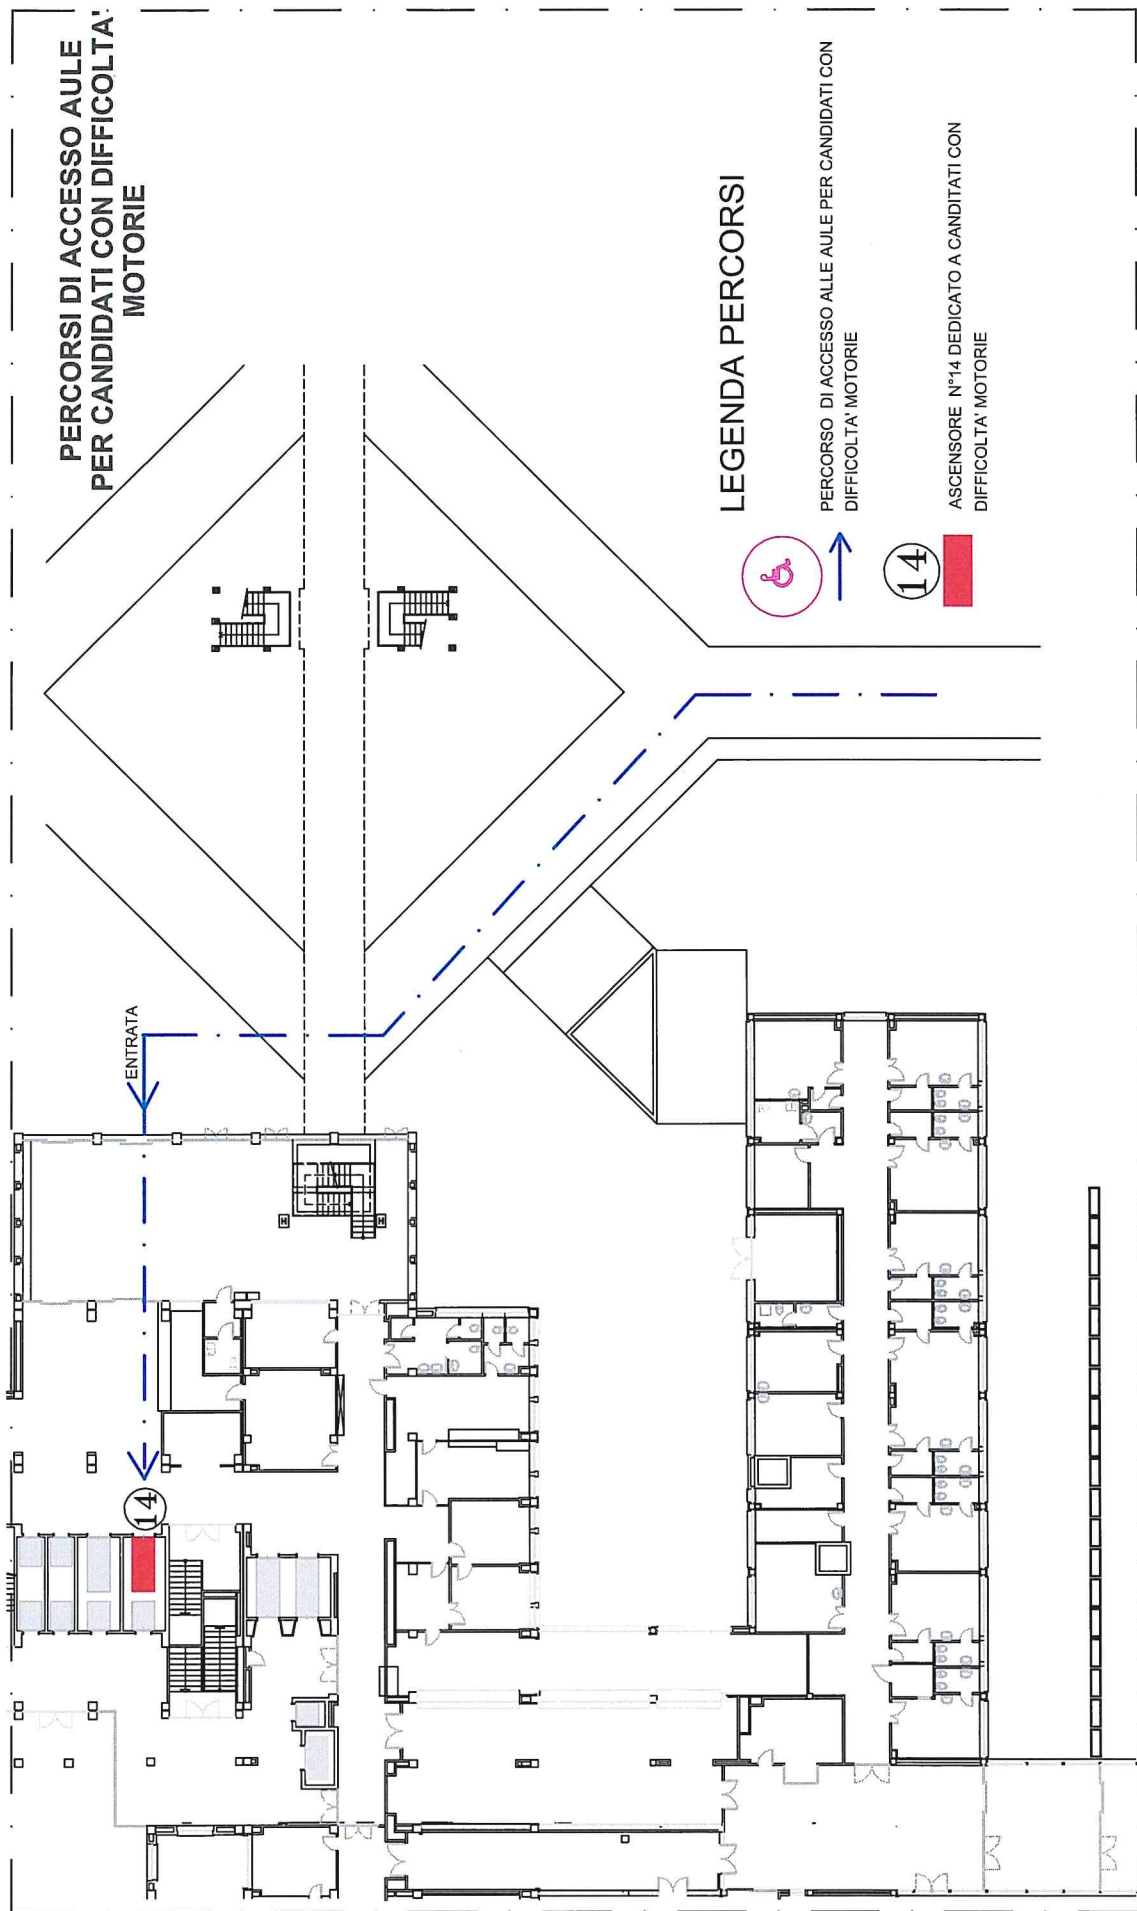 PERCORSI DI ACCESSO AULE
PER CANDIDATI CON DIFFICOLTA'
MOTORIE
ENTRATA
14
LEGENDA PERCORSI
PERCORSO DI ACCESSO ALLE AULE PER CANDIDATI CON
DIFFICOLTA' MOTORIE
14
ASCENSORE N°14 DEDICATO A CANDITATI CON
DIFFICOLTA' MOTORIE
H
H